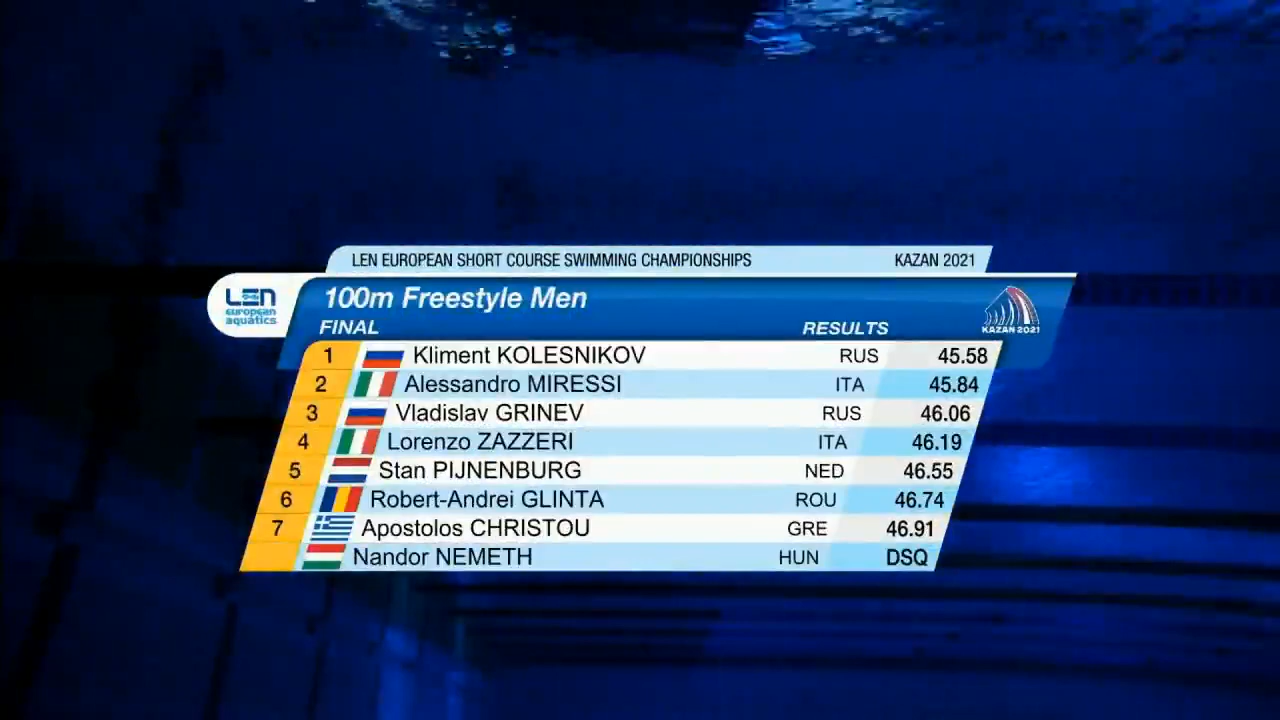 LEN EUROPEAN SHORT COURSE SWIMMING CHAMPIONSHIPS KAZAN 2021
LEN
european
aquatics
100m Freestyle Men
FINAL RESULTS
KAZAN 2021
1 Kliment KOLESNIKOV RUS 45.58
2 Alessandro MIRESSI ITA 45.84
3 Vladislav GRINEV RUS 46.06
4 Lorenzo ZAZZERI ITA 46.19
5 Stan PIJNENBURG NED 46.55
6 Robert-Andrei GLINTA ROU 46.74
7 Apostolos CHRISTOU GRE 46.91
Nandor NEMETH HUN DSQ